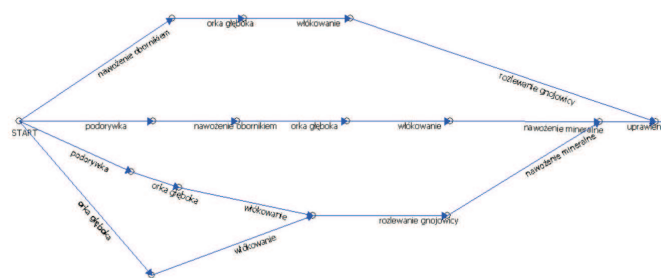 nawożenie obornikiem
orka głęboka
włókowanie
rozlewanie gnojowicy
START
podorywka
nawożenie obornikiem
orka głęboka
włókowanie
nawożenie mineralne
uprawien
podorywka
orka głęboka
włókowanie
rozlewanie gnojowicy
nawożenie mineralne
orka głęboka
włókowanie